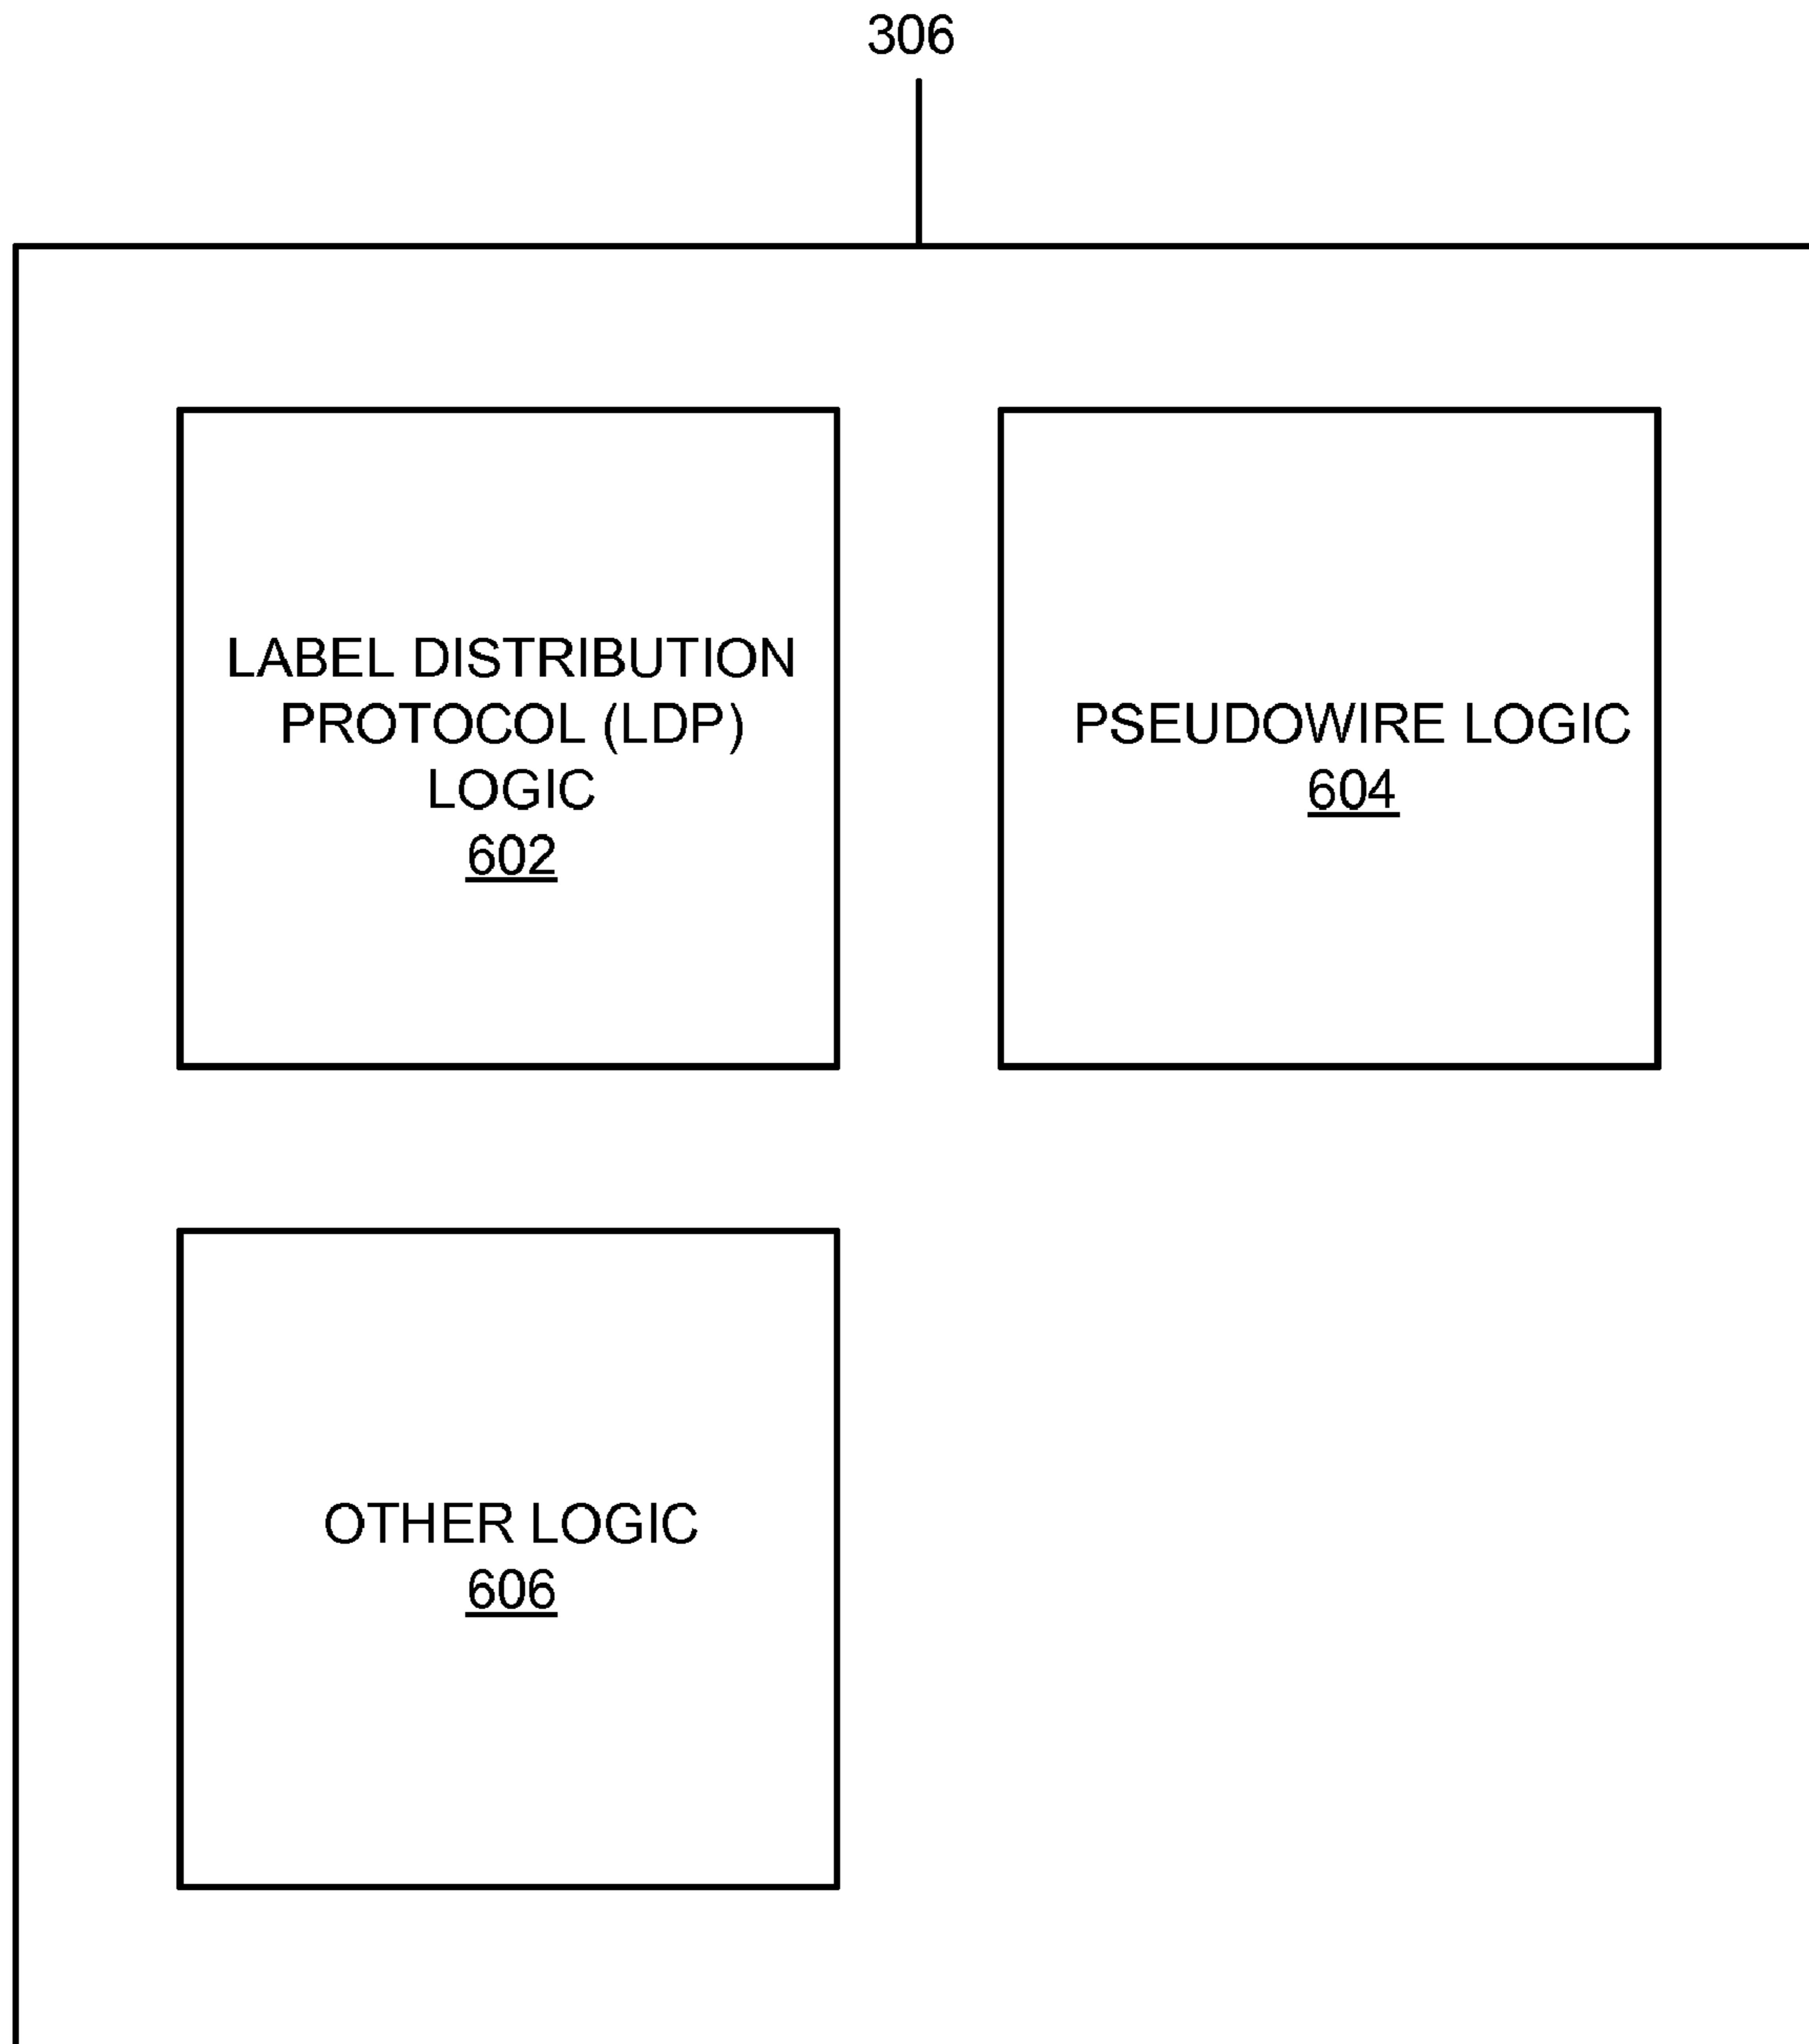 306
LABEL DISTRIBUTION
PROTOCOL (LDP)
LOGIC
602
PSEUDOWIRE LOGIC
604
OTHER LOGIC
606